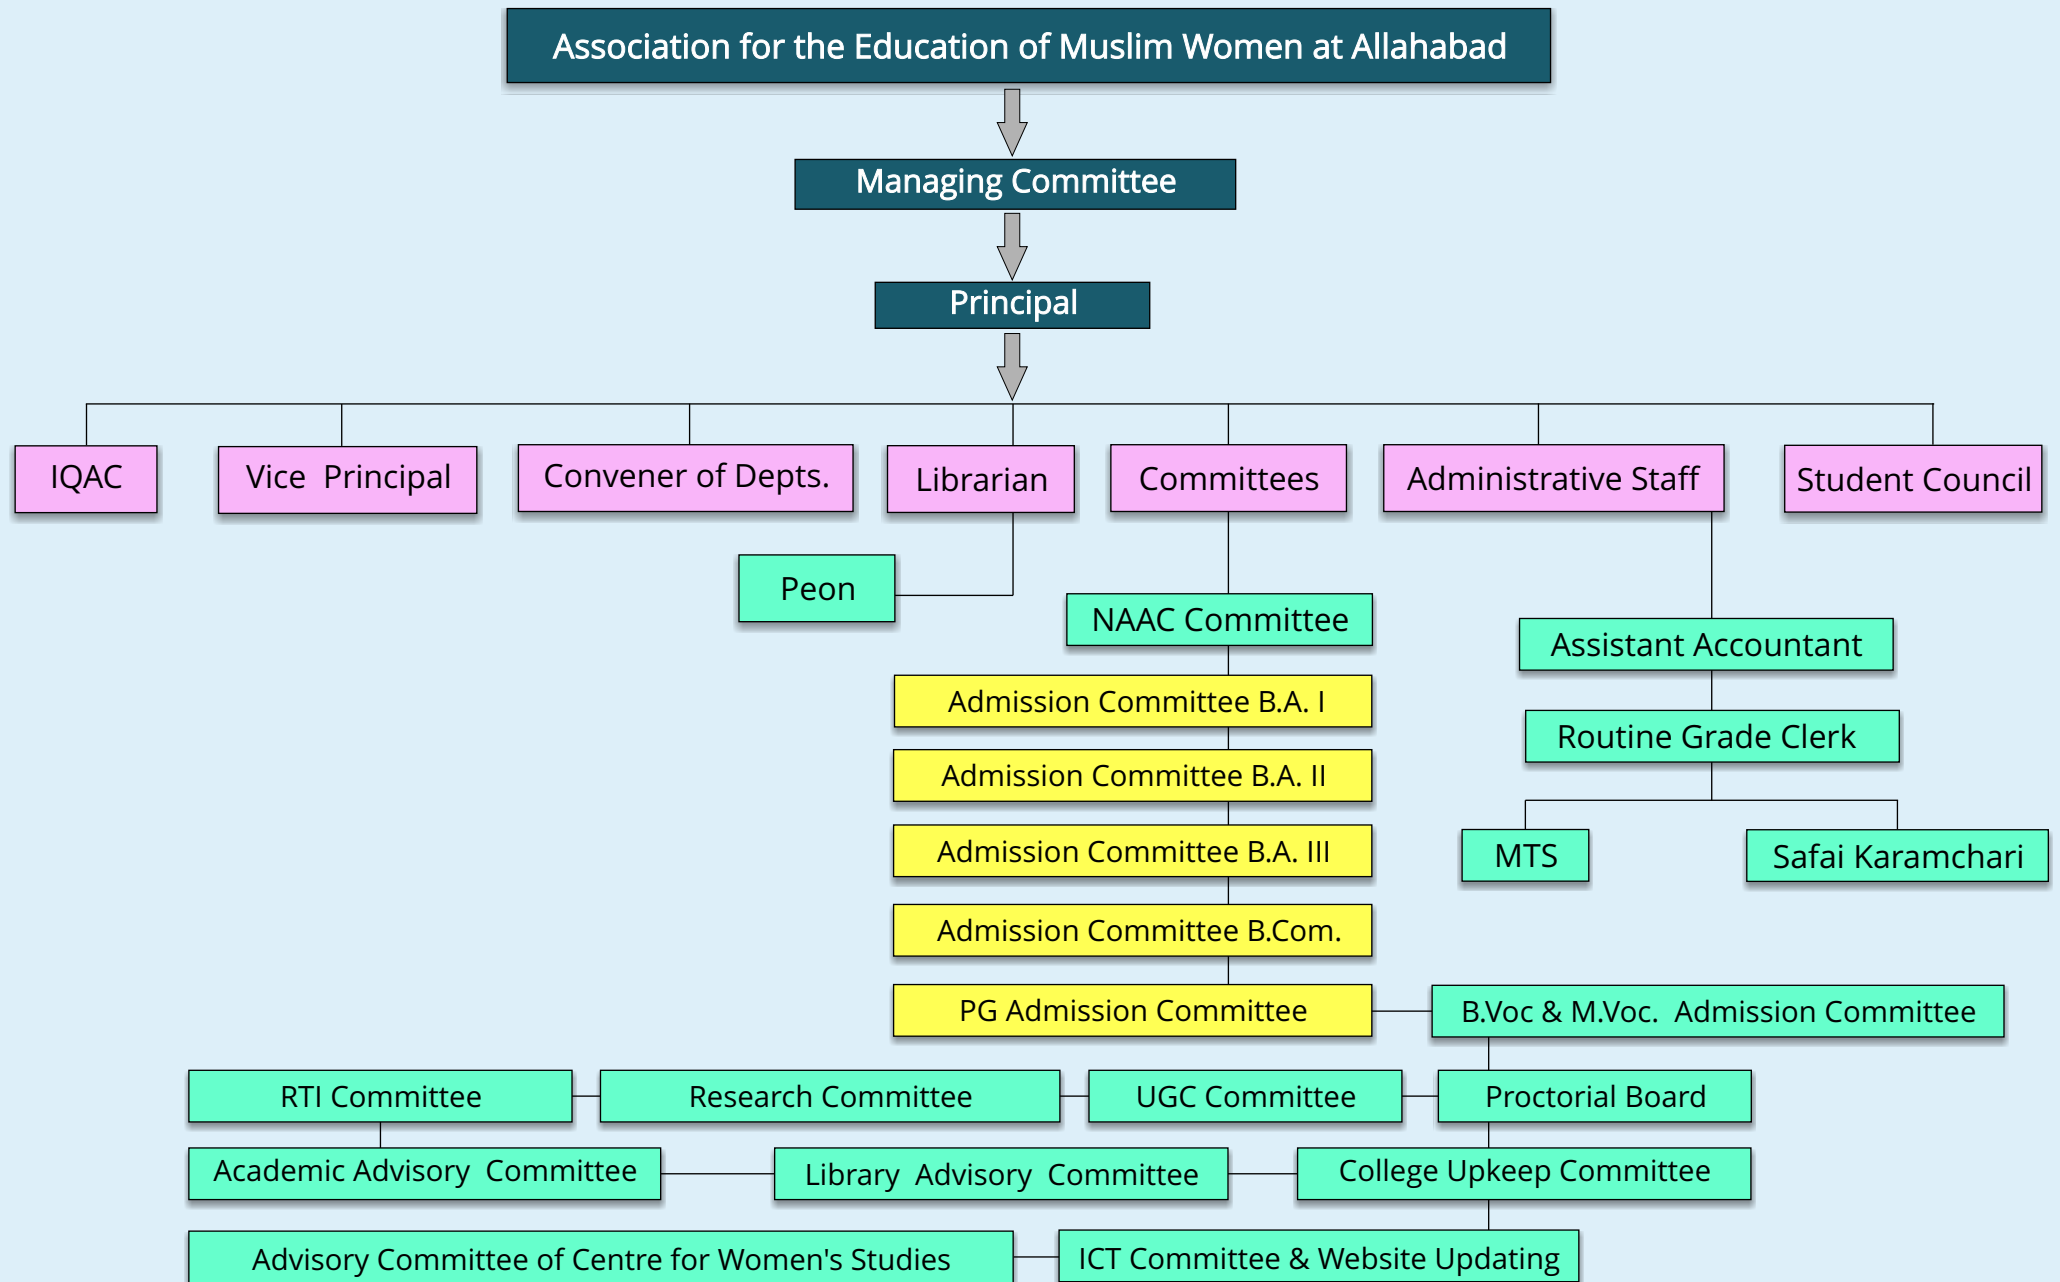 Association for the Education of Muslim Women at Allahabad
Managing Committee
Principal
IQAC
Vice Principal
Convener of Depts.
Librarian
Committees
Administrative Staff
Student Council
Peon
NAAC Committee
Assistant Accountant
Admission Committee B.A. I
Routine Grade Clerk
Admission Committee B.A. II
Admission Committee B.A. III
MTS
Safai Karamchari
Admission Committee B.Com.
PG Admission Committee
B.Voc & M.Voc. Admission Committee
RTI Committee
Research Committee
UGC Committee
Proctorial Board
Academic Advisory Committee
Library Advisory Committee
College Upkeep Committee
Advisory Committee of Centre for Women's Studies
ICT Committee & Website Updating